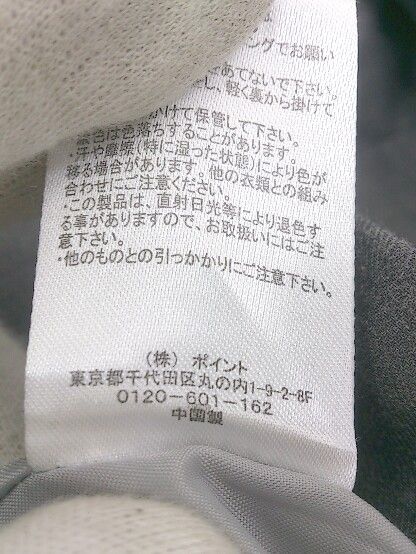 ングでお願い
あてないで下さい。
し、軽く裏から掛けて
かけて保管して下さい。
濃色は色落ちすることがあります。
・汗や摩擦(特に湿った状態)により色が
移る場合があります。他の衣類との組み
合わせにご注意ください。
・この製品は、直射日光等により退色す
る事がありますので、お取扱いにはご注
意下さい。
・他のものとの引っかかりにご注意下さい。
(株) ポイント
東京都千代田区丸の内1-9-2-8F
0120-601-162
中国製